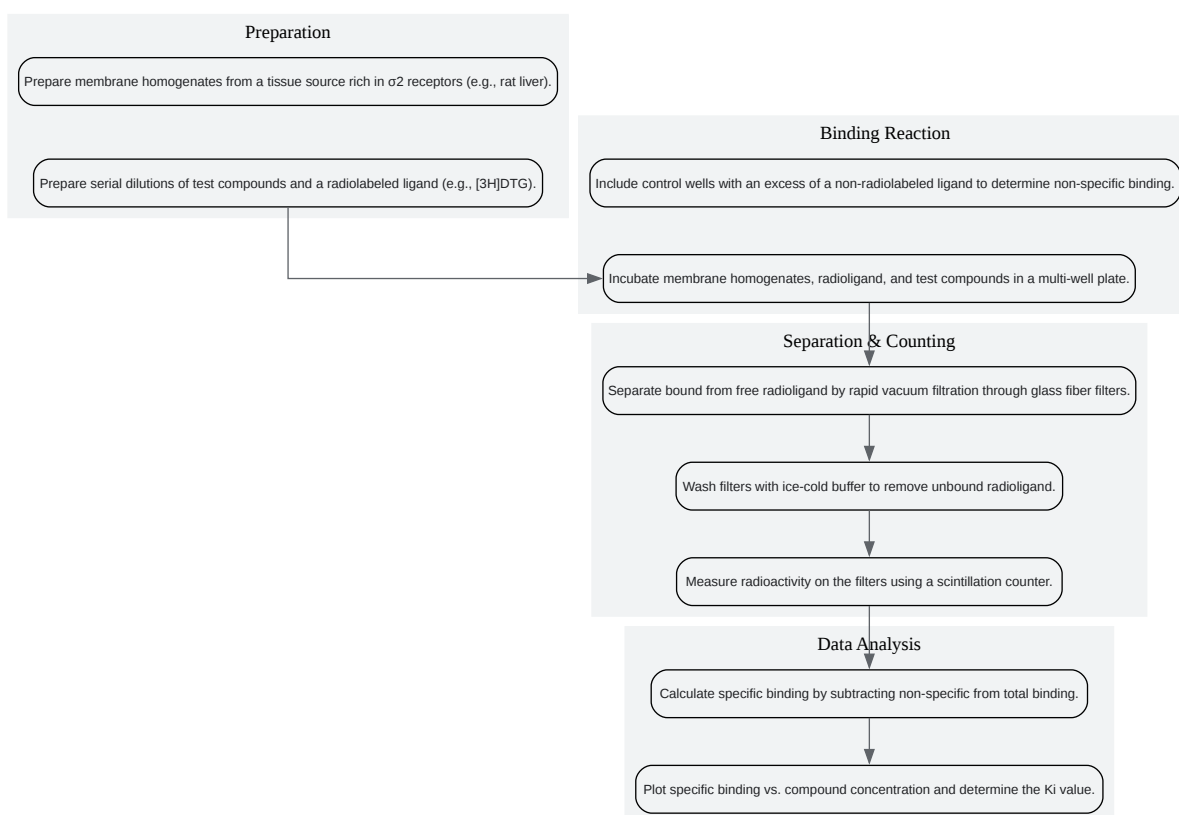 Preparation
Prepare membrane homogenates from a tissue source rich in σ2 receptors (e.g., rat liver).
Prepare serial dilutions of test compounds and a radiolabeled ligand (e.g., [3H]DTG).
Binding Reaction
Include control wells with an excess of a non-radiolabeled ligand to determine non-specific binding.
Incubate membrane homogenates, radioligand, and test compounds in a multi-well plate.
Separation & Counting
Separate bound from free radioligand by rapid vacuum filtration through glass fiber filters.
Wash filters with ice-cold buffer to remove unbound radioligand.
Measure radioactivity on the filters using a scintillation counter.
Data Analysis
Calculate specific binding by subtracting non-specific from total binding.
Plot specific binding vs. compound concentration and determine the Ki value.